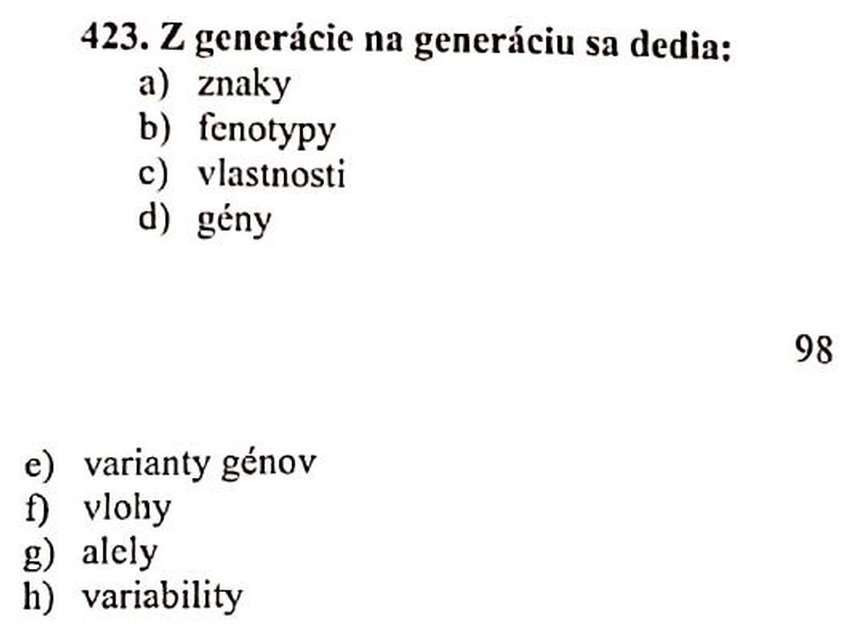 423. Z generácie na generáciu sa dedia:
a) znaky
b) fenotypy
c) vlastnosti
d) gény
98
e) varianty génov
f) vlohy
g) alely
h) variability